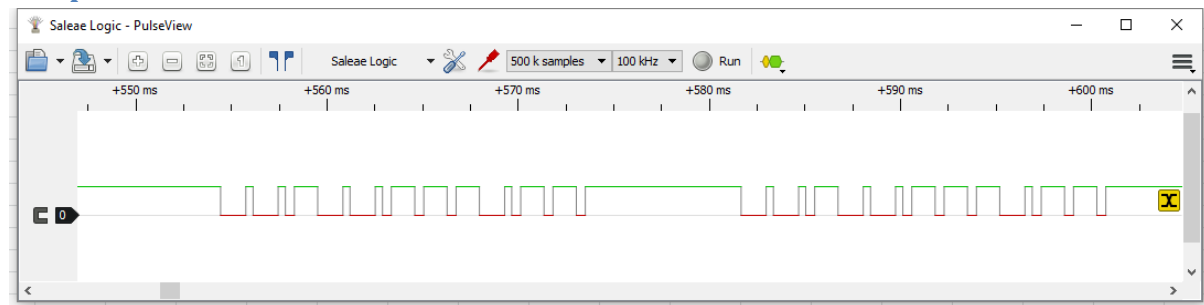 Saleae Logic - PulseView
Saleae Logic 500 k samples 100 kHz Run
+550 ms +560 ms +570 ms +580 ms +590 ms +600 ms
0